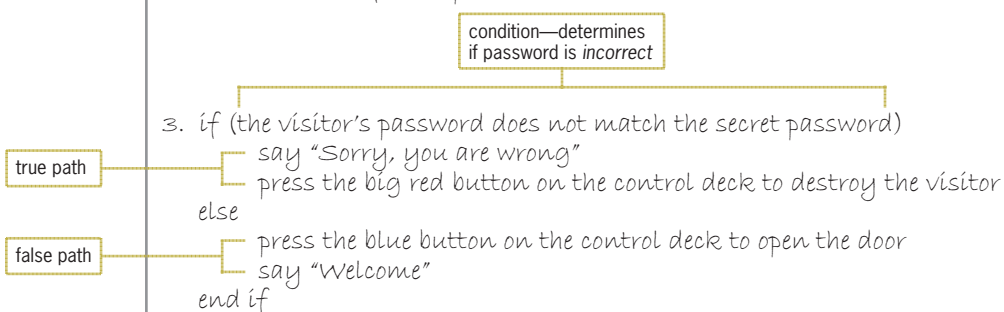 condition—determines
if password is incorrect
3. if (the visitor's password does not match the secret password)
true path
say "Sorry, you are wrong"
press the big red button on the control deck to destroy the visitor
else
false path
press the blue button on the control deck to open the door
say "Welcome"
end if